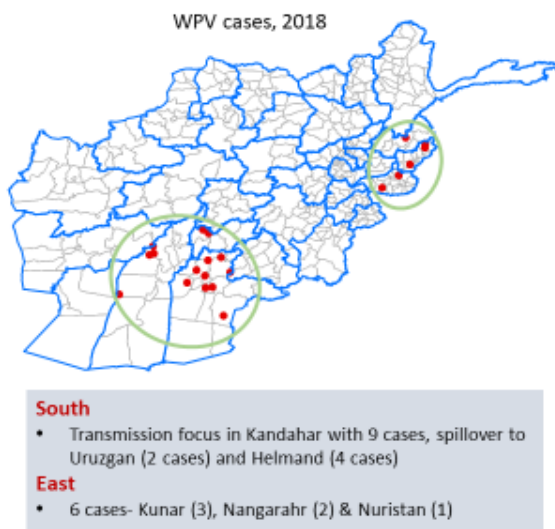 WPV cases, 2018
South
• Transmission focus in Kandahar with 9 cases, spillover to
Uruzgan (2 cases) and Helmand (4 cases)
East
• 6 cases- Kunar (3), Nangarahr (2) & Nuristan (1)